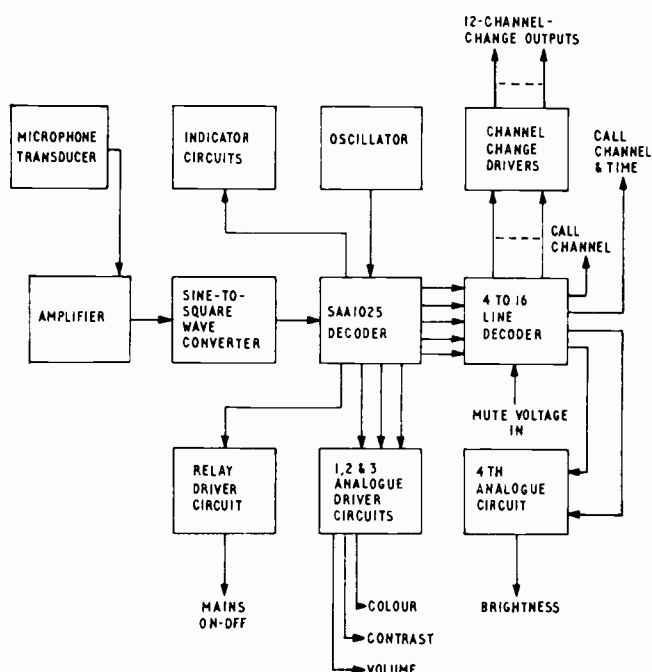 12-CHANNEL-
CHANGE OUTPUTS
MICROPHONE
TRANSDUCER
INDICATOR
CIRCUITS
OSCILLATOR
CHANNEL
CHANGE
DRIVERS
CALL
CHANNEL
& TIME
CALL
CHANNEL
AMPLIFIER
SINE-TO-
SQUARE
WAVE
CONVERTER
SAA1025
DECODER
4 TO 16
LINE
DECODER
MUTE VOLTAGE
IN
RELAY
DRIVER
CIRCUIT
1, 2 & 3
ANALOGUE
DRIVER
CIRCUITS
4TH
ANALOGUE
CIRCUIT
MAINS
ON-OFF
COLOUR
CONTRAST
VOLUME
BRIGHTNESS